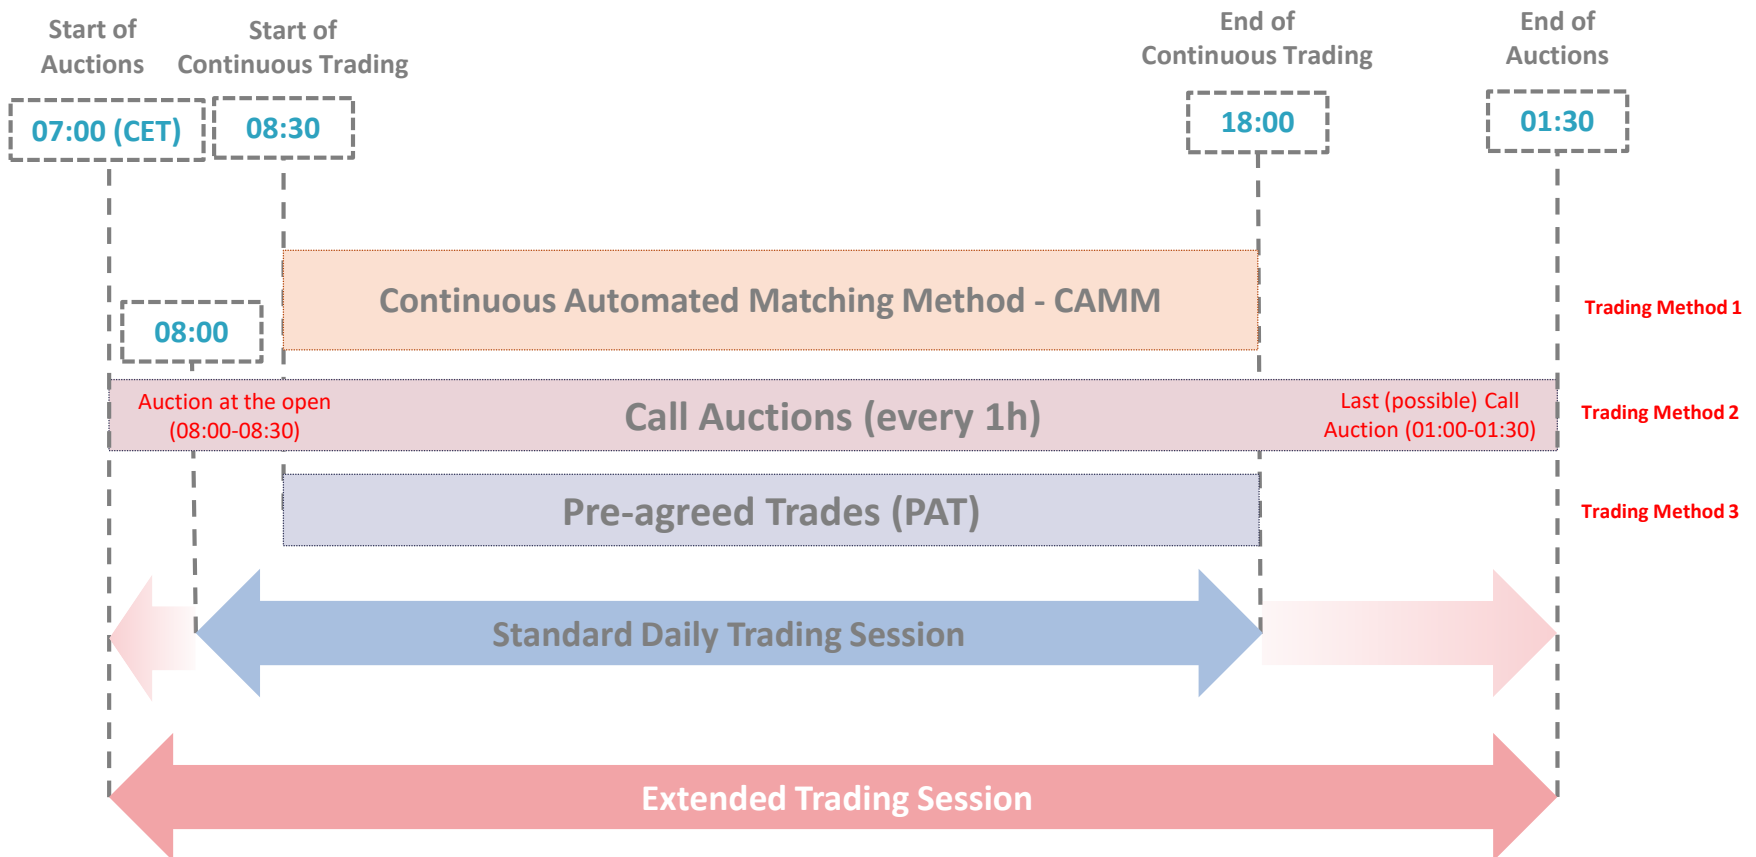 Start of
Auctions
Start of
Continuous Trading
End of
Continuous Trading
End of
Auctions
07:00 (CET)
08:30
18:00
01:30
Continuous Automated Matching Method - CAMM
Trading Method 1
08:00
Auction at the open
(08:00-08:30)
Call Auctions (every 1h)
Last (possible) Call
Auction (01:00-01:30)
Trading Method 2
Pre-agreed Trades (PAT)
Trading Method 3
Standard Daily Trading Session
Extended Trading Session